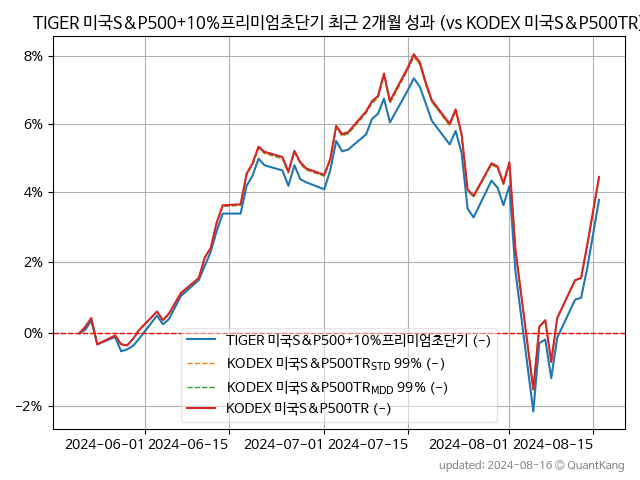 TIGER 미국S&P500+10%프리미엄초단기 최근 2개월 성과 (vs KODEX 미국S&P500TR)
8%
6%
4%
2%
0%
−2%
TIGER 미국S&P500+10%프리미엄초단기 (-)
KODEX 미국S&P500TR_STD 99% (-)
KODEX 미국S&P500TR_MDD 99% (-)
KODEX 미국S&P500TR (-)
2024-06-01 2024-06-15 2024-07-01 2024-07-15 2024-08-01 2024-08-15
updated: 2024-08-16 © QuantKang